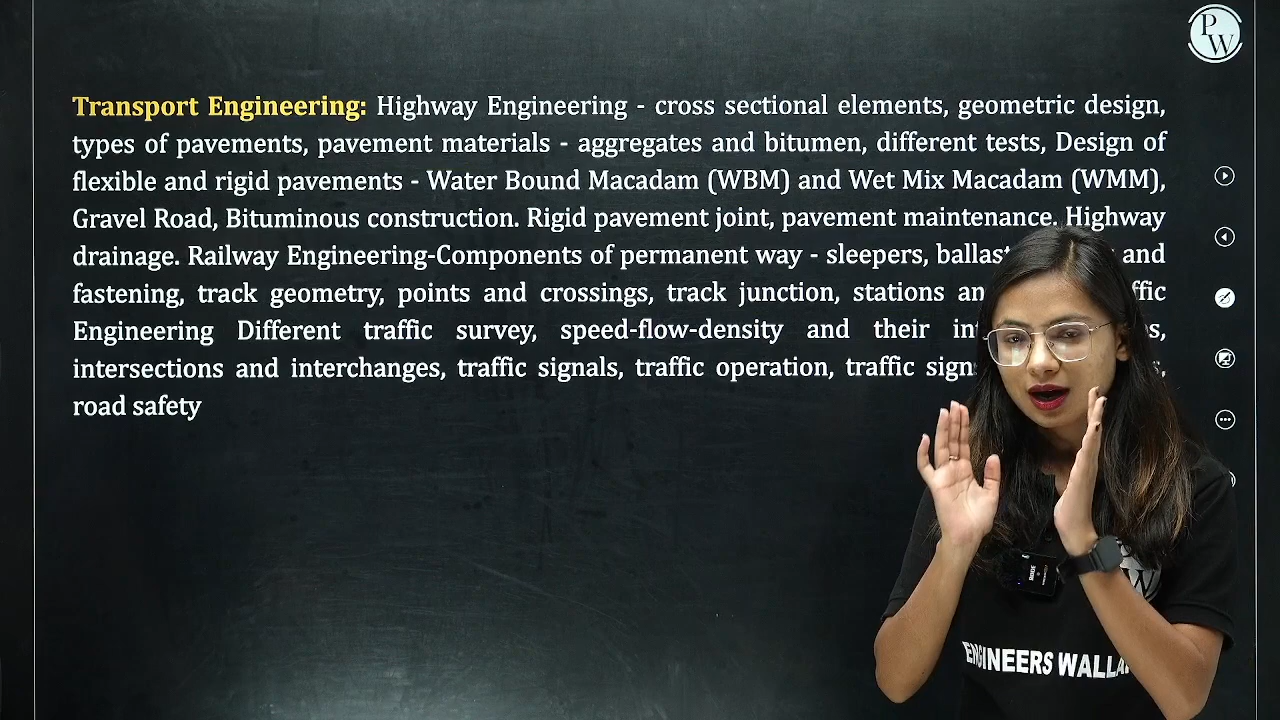 PW
Transport Engineering: Highway Engineering - cross sectional elements, geometric design,
types of pavements, pavement materials - aggregates and bitumen, different tests, Design of
flexible and rigid pavements - Water Bound Macadam (WBM) and Wet Mix Macadam (WMM),
Gravel Road, Bituminous construction. Rigid pavement joint, pavement maintenance. Highway
drainage. Railway Engineering-Components of permanent way - sleepers, and
fastening, track geometry, points and crossings, track junction, stations
Engineering Different traffic survey, speed-flow-density and their
intersections and interchanges, traffic signals, traffic operation, traffic
road safety
ENGINEERS